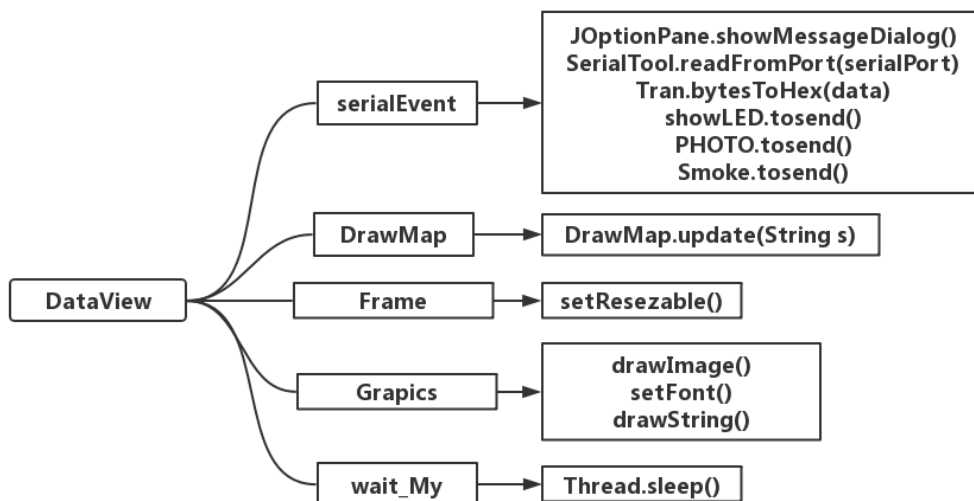 DataView
serialEvent
JOptionPane.showMessageDialog()
SerialTool.readFromPort(serialPort)
Tran.bytesToHex(data)
showLED.tosend()
PHOTO.tosend()
Smoke.tosend()
DrawMap
DrawMap.update(String s)
Frame
setResezable()
Grapics
drawImage()
setFont()
drawString()
wait_My
Thread.sleep()